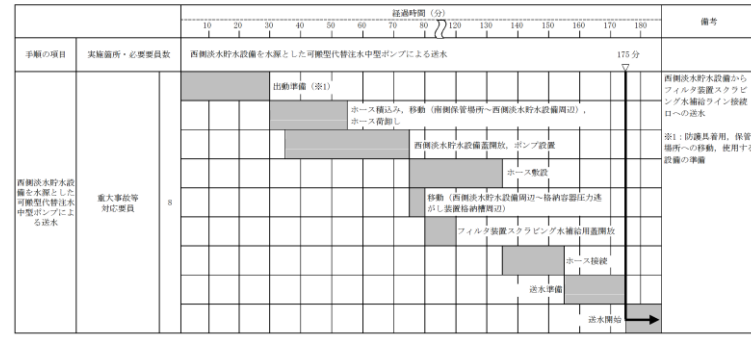 経過時間（分）
備考
10 20 30 40 50 60 70 80 120 130 140 150 160 170 180
手順の項目
実施箇所・必要要員数
西側淡水貯水設備を水源とした可搬型代替注水中型ポンプによる送水
175 分
▽
西側淡水貯水設
備を水源とした
可搬型代替注水
中型ポンプによ
る送水
重大事故等
対応要員
8
出動準備（※1）
ホース積込み，移動（南側保管場所～西側淡水貯水設備周辺），
ホース荷卸し
西側淡水貯水設備蓋開放，ポンプ設置
ホース敷設
移動（西側淡水貯水設備周辺～格納容器圧力逃
がし装置格納槽周辺）
フィルタ装置スクラビング水補給用蓋開放
ホース接続
送水準備
送水開始
西側淡水貯水設備から
フィルタ装置スクラビ
ング水補給ライン接続
口への送水
※1：防護具着用，保管
場所への移動，使用する
設備の準備